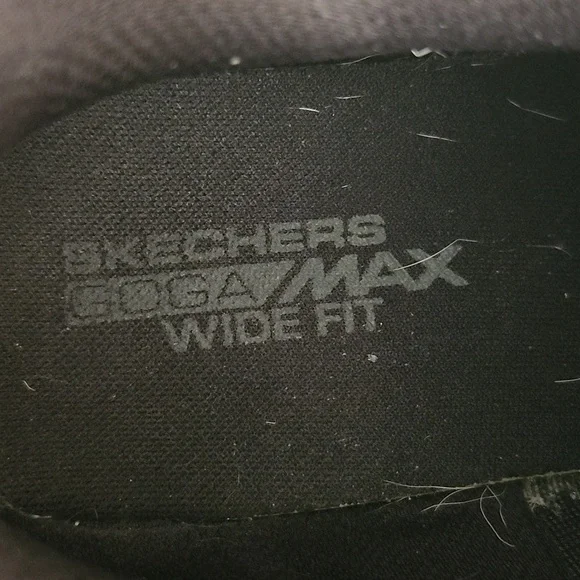 SKECHERS
GOGA MAX
WIDE FIT